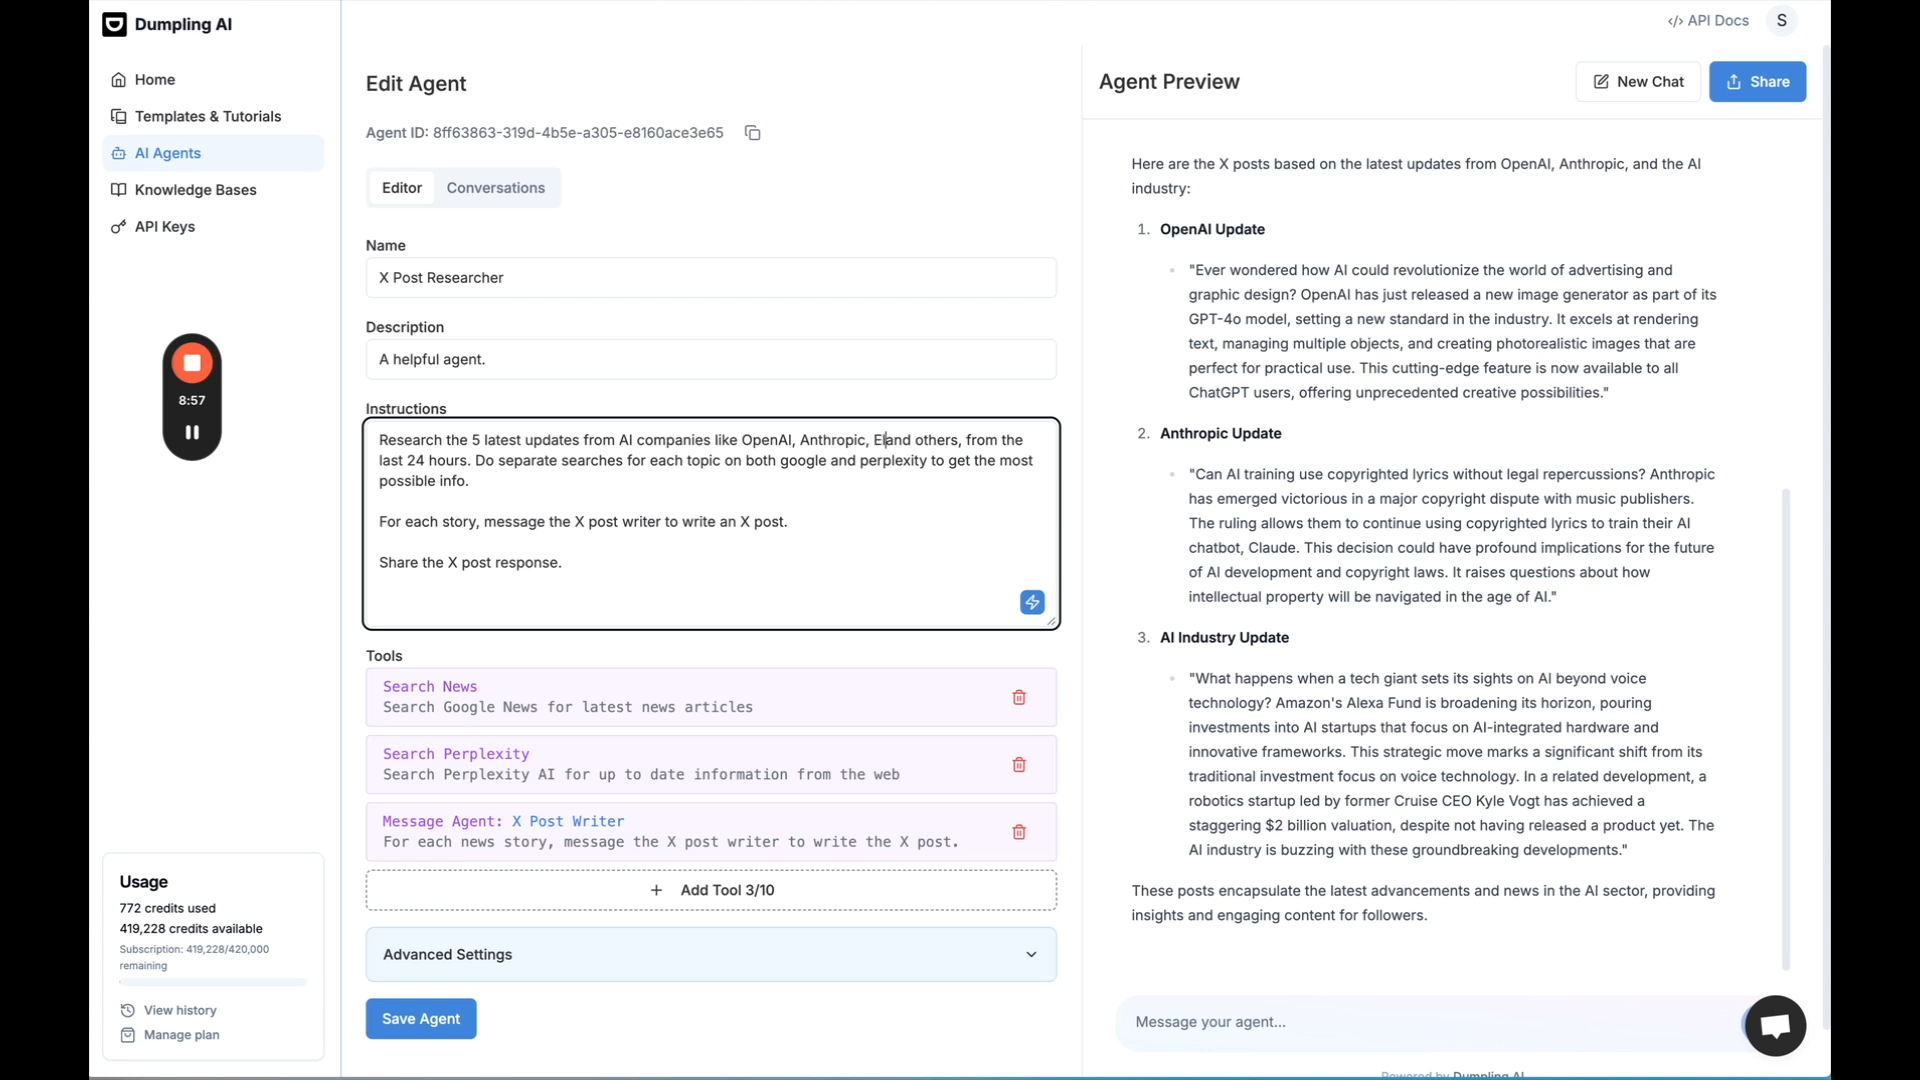 Dumpling AI
Home
Templates & Tutorials
AI Agents
Knowledge Bases
API Keys
8:57
Usage
772 credits used
419,228 credits available
Subscription: 419,228/420,000
remaining
View history
Manage plan
</> API Docs
S
Edit Agent
Agent ID: 8ff63863-319d-4b5e-a305-e8160ace3e65
Editor
Conversations
Name
X Post Researcher
Description
A helpful agent.
Instructions
Research the 5 latest updates from AI companies like OpenAI, Anthropic, Eland others, from the
last 24 hours. Do separate searches for each topic on both google and perplexity to get the most
possible info.
For each story, message the X post writer to write an X post.
Share the X post response.
Tools
Search News
Search Google News for latest news articles
Search Perplexity
Search Perplexity AI for up to date information from the web
Message Agent: X Post Writer
For each news story, message the X post writer to write the X post.
+ Add Tool 3/10
Advanced Settings
Save Agent
Agent Preview
New Chat
Share
Here are the X posts based on the latest updates from OpenAI, Anthropic, and the AI
industry:
1. OpenAI Update
"Ever wondered how AI could revolutionize the world of advertising and
graphic design? OpenAI has just released a new image generator as part of its
GPT-4o model, setting a new standard in the industry. It excels at rendering
text, managing multiple objects, and creating photorealistic images that are
perfect for practical use. This cutting-edge feature is now available to all
ChatGPT users, offering unprecedented creative possibilities."
2. Anthropic Update
"Can AI training use copyrighted lyrics without legal repercussions? Anthropic
has emerged victorious in a major copyright dispute with music publishers.
The ruling allows them to continue using copyrighted lyrics to train their AI
chatbot, Claude. This decision could have profound implications for the future
of AI development and copyright laws. It raises questions about how
intellectual property will be navigated in the age of AI."
3. AI Industry Update
"What happens when a tech giant sets its sights on AI beyond voice
technology? Amazon's Alexa Fund is broadening its horizon, pouring
investments into AI startups that focus on AI-integrated hardware and
innovative frameworks. This strategic move marks a significant shift from its
traditional investment focus on voice technology. In a related development, a
robotics startup led by former Cruise CEO Kyle Vogt has achieved a
staggering $2 billion valuation, despite not having released a product yet. The
AI industry is buzzing with these groundbreaking developments."
These posts encapsulate the latest advancements and news in the AI sector, providing
insights and engaging content for followers.
Message your agent...
Powered by Dumpling AI